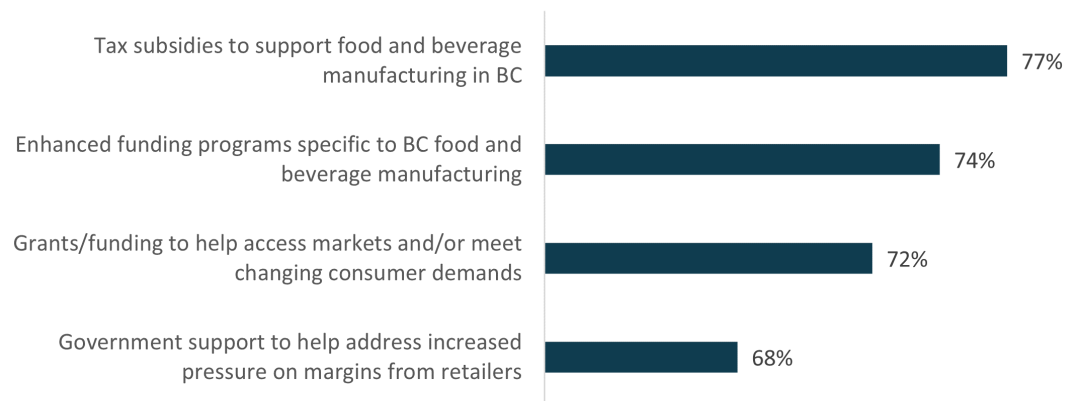 Tax subsidies to support food and beverage
manufacturing in BC
77%
Enhanced funding programs specific to BC food and
beverage manufacturing
74%
Grants/funding to help access markets and/or meet
changing consumer demands
72%
Government support to help address increased
pressure on margins from retailers
68%